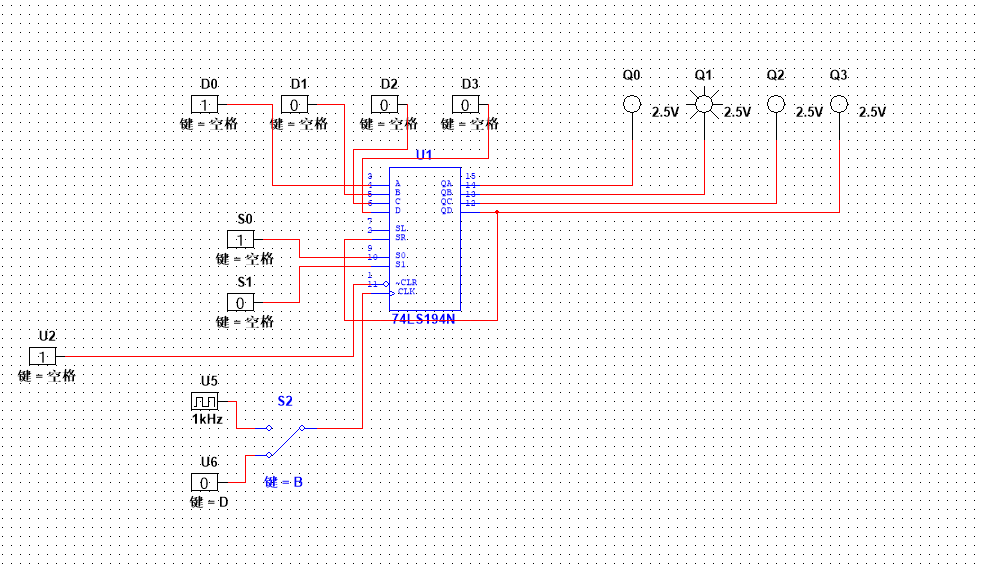 D0 D1 D2 D3 Q0 Q1 Q2 Q3
1 0 0 0 2.5V 2.5V 2.5V 2.5V
键 = 空格 键 = 空格 键 = 空格 键 = 空格
U1
3 15
4 A QA 14
5 B QB 13
6 C QC 12
D QD
7
2 SL
SR
9
10 S0
S1
1
11 ~CLR
CLK
74LS194N
S0
1
键 = 空格
S1
0
键 = 空格
U2
1
键 = 空格
U5
1kHz
S2
键 = B
U6
0
键 = D